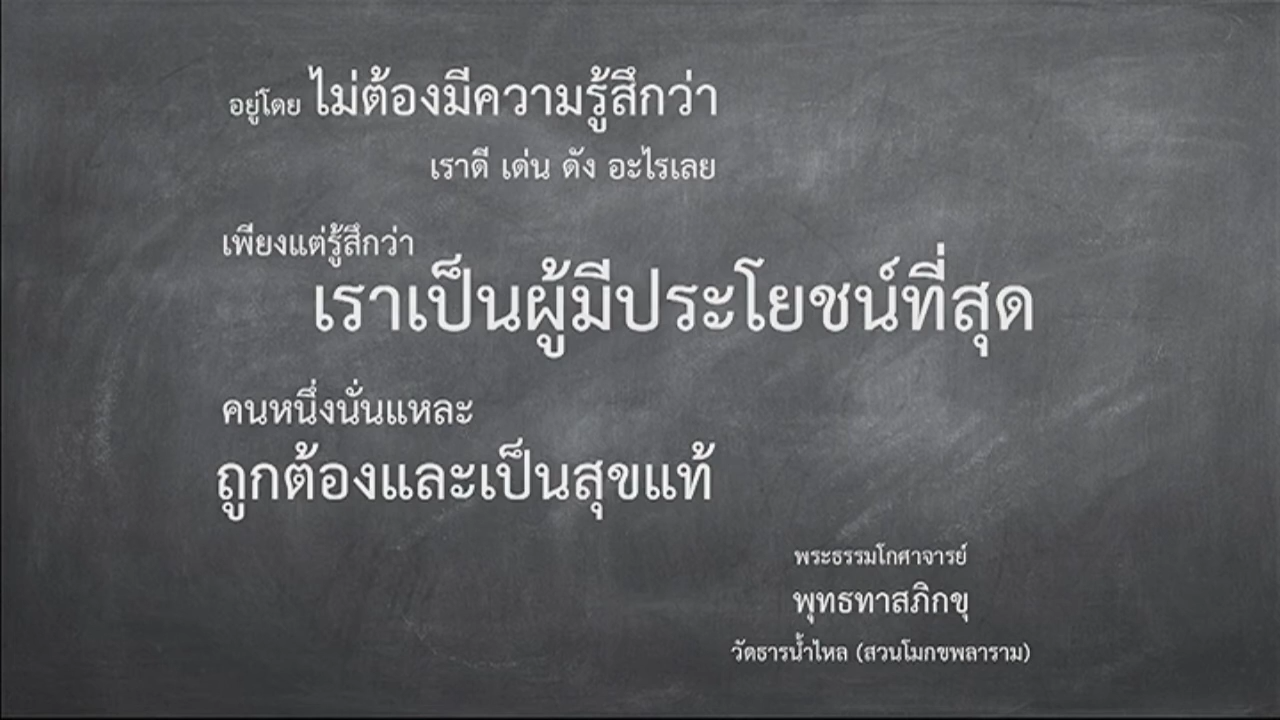 อยู่โดย ไม่ต้องมีความรู้สึกว่า
เราดี เด่น ดัง อะไรเลย
เพียงแต่รู้สึกว่า
เราเป็นผู้มีประโยชน์ที่สุด
คนหนึ่งนั่นแหละ
ถูกต้องและเป็นสุขแท้
พระธรรมโกศาจารย์
พุทธทาสภิกขุ
วัดธารน้ำไหล (สวนโมกขพลาราม)